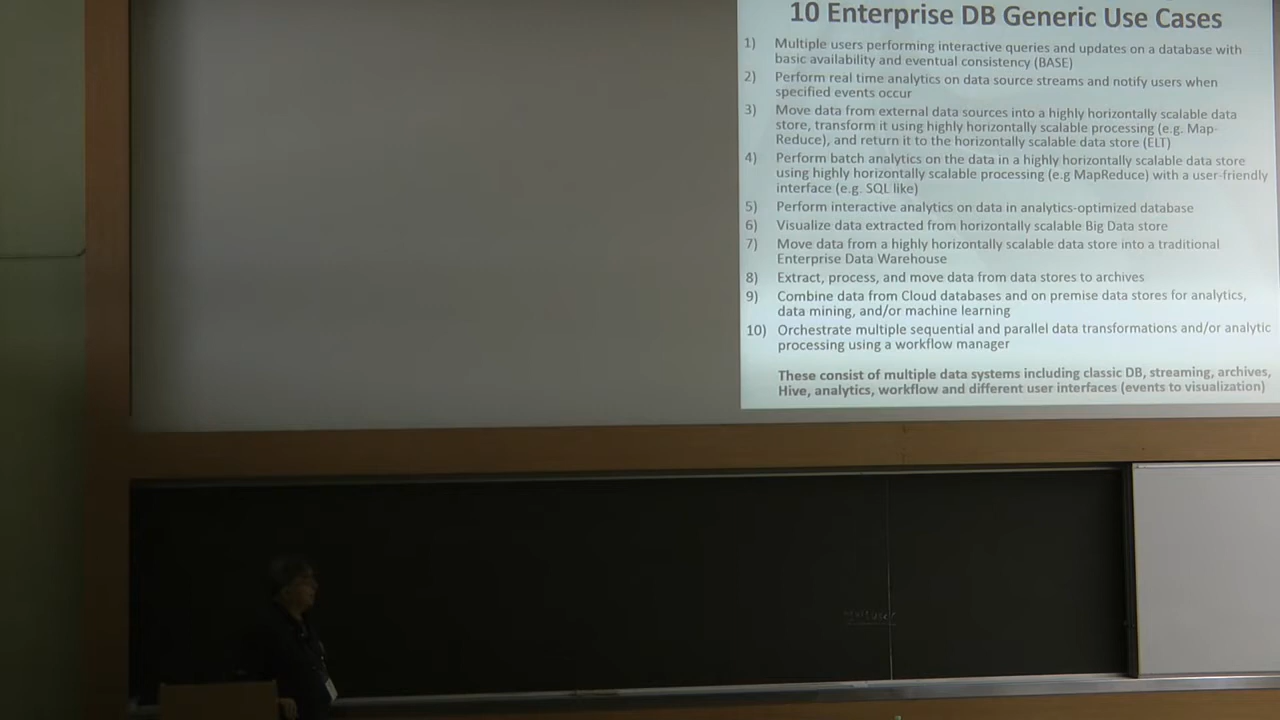 10 Enterprise DB Generic Use Cases
1) Multiple users performing interactive queries and updates on a database with
basic availability and eventual consistency (BASE)
2) Perform real time analytics on data source streams and notify users when
specified events occur
3) Move data from external data sources into a highly horizontally scalable data
store, transform it using highly horizontally scalable processing (e.g. Map-
Reduce), and return it to the horizontally scalable data store (ELT)
4) Perform batch analytics on the data in a highly horizontally scalable data store
using highly horizontally scalable processing (e.g MapReduce) with a user-friendly
interface (e.g. SQL like)
5) Perform interactive analytics on data in analytics-optimized database
6) Visualize data extracted from horizontally scalable Big Data store
7) Move data from a highly horizontally scalable data store into a traditional
Enterprise Data Warehouse
8) Extract, process, and move data from data stores to archives
9) Combine data from Cloud databases and on premise data stores for analytics,
data mining, and/or machine learning
10) Orchestrate multiple sequential and parallel data transformations and/or analytic
processing using a workflow manager
These consist of multiple data systems including classic DB, streaming, archives,
Hive, analytics, workflow and different user interfaces (events to visualization)